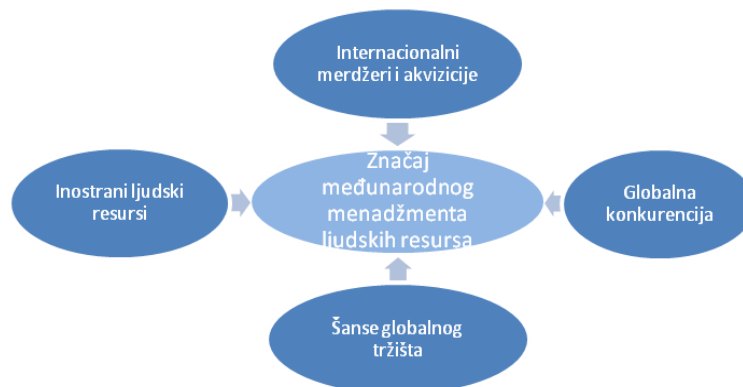 Internacionalni
merdžeri i akvizicije
Inostrani ljudski
resursi
Značaj
međunarodnog
menadžmenta
ljudskih resursa
Globalna
konkurencija
Šanse globalnog
tržišta